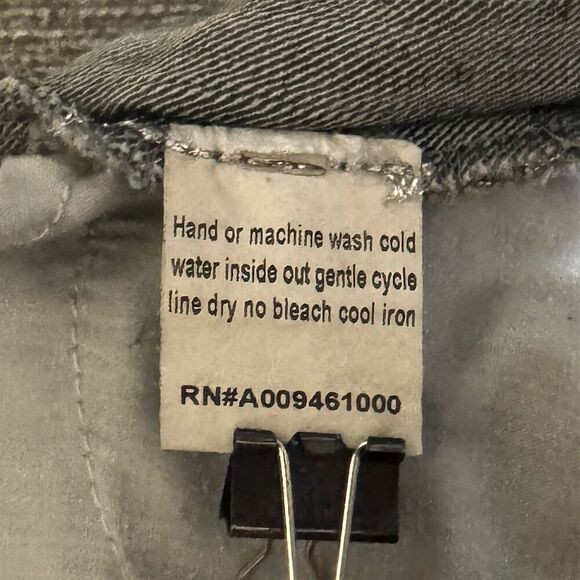 Hand or machine wash cold
water inside out gentle cycle
line dry no bleach cool iron
RN#A009461000